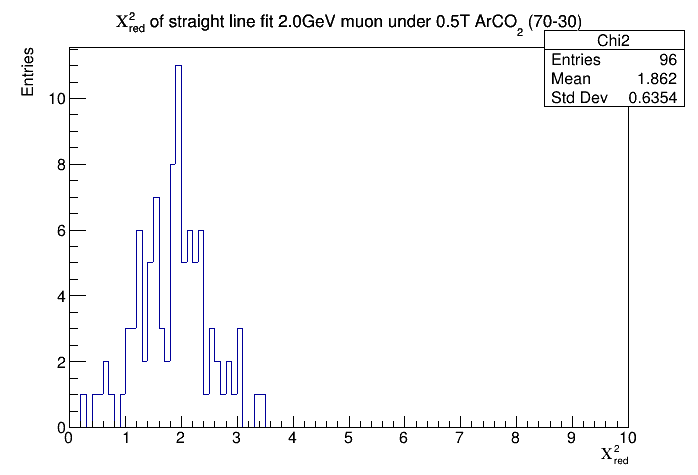 χ²red of straight line fit 2.0GeV muon under 0.5T ArCO₂ (70-30)
Chi2
Entries 96
Mean 1.862
Std Dev 0.6354
Entries
10
8
6
4
2
0
0 1 2 3 4 5 6 7 8 9 10
χ²red